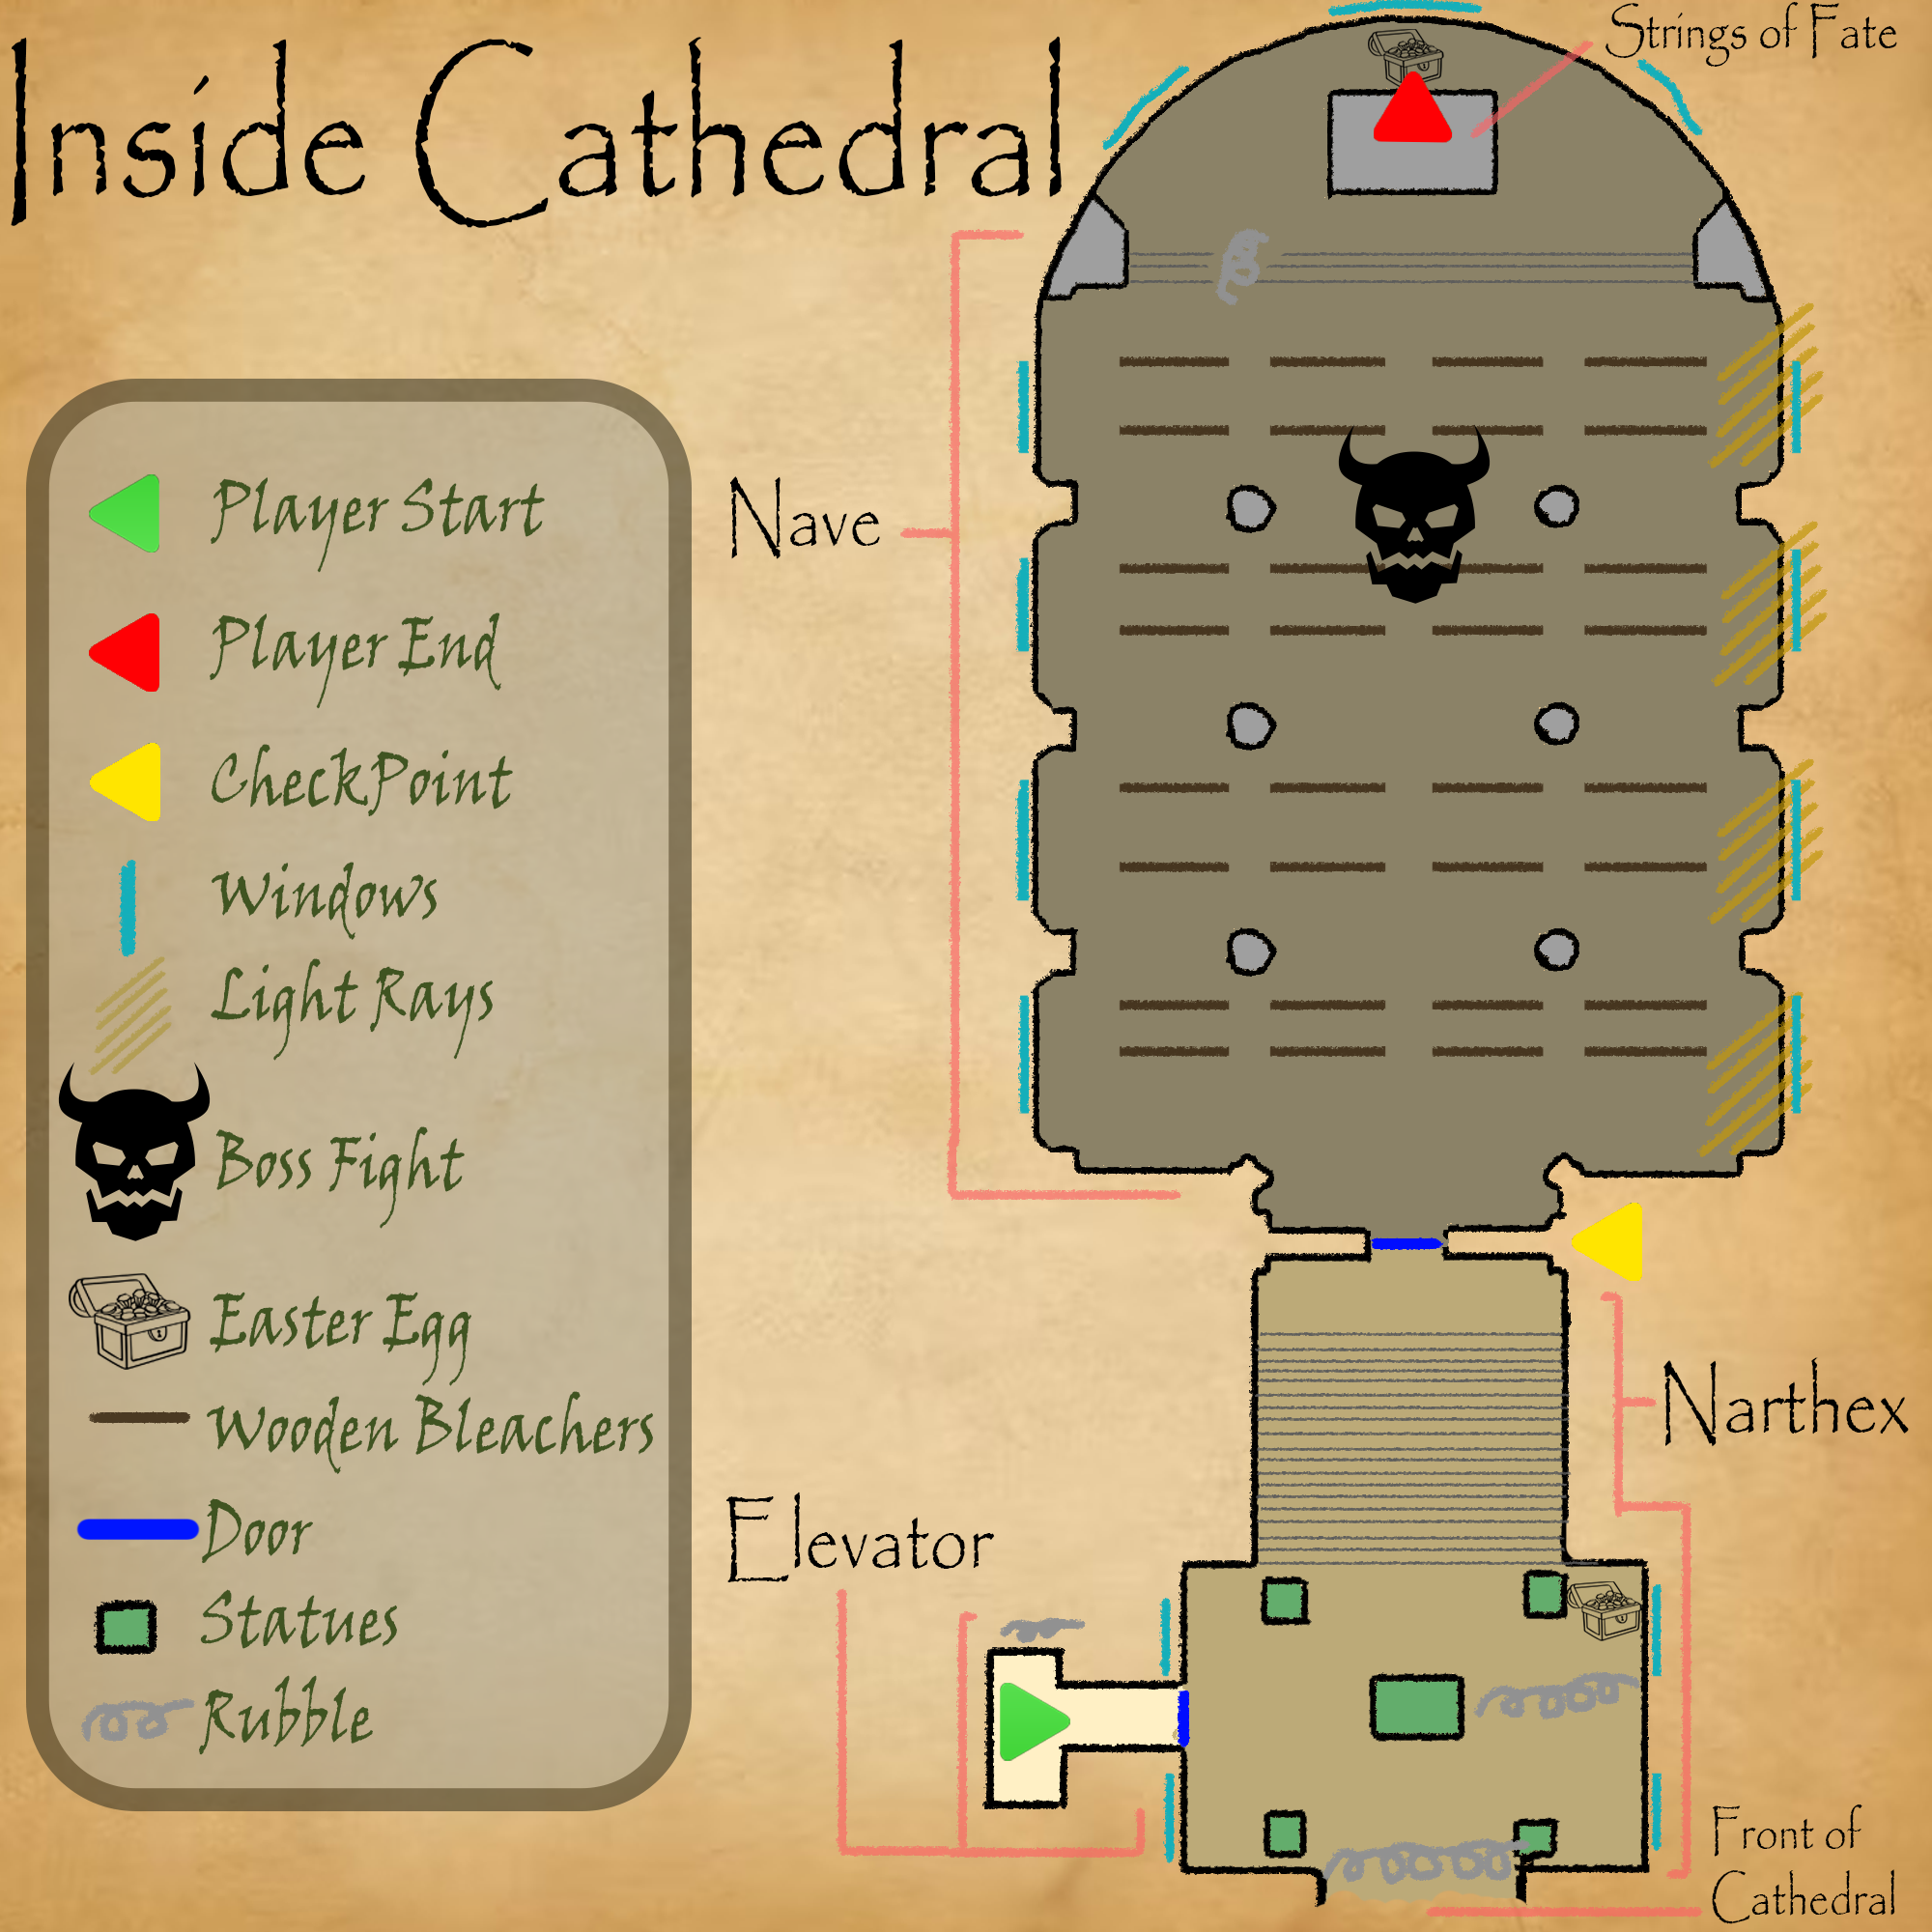 Inside Cathedral
Strings of Fate
Player Start
Player End
CheckPoint
Windows
Light Rays
Boss Fight
Easter Egg
Wooden Bleachers
Door
Statues
Rubble
Nave
Narthex
Elevator
Front of
Cathedral